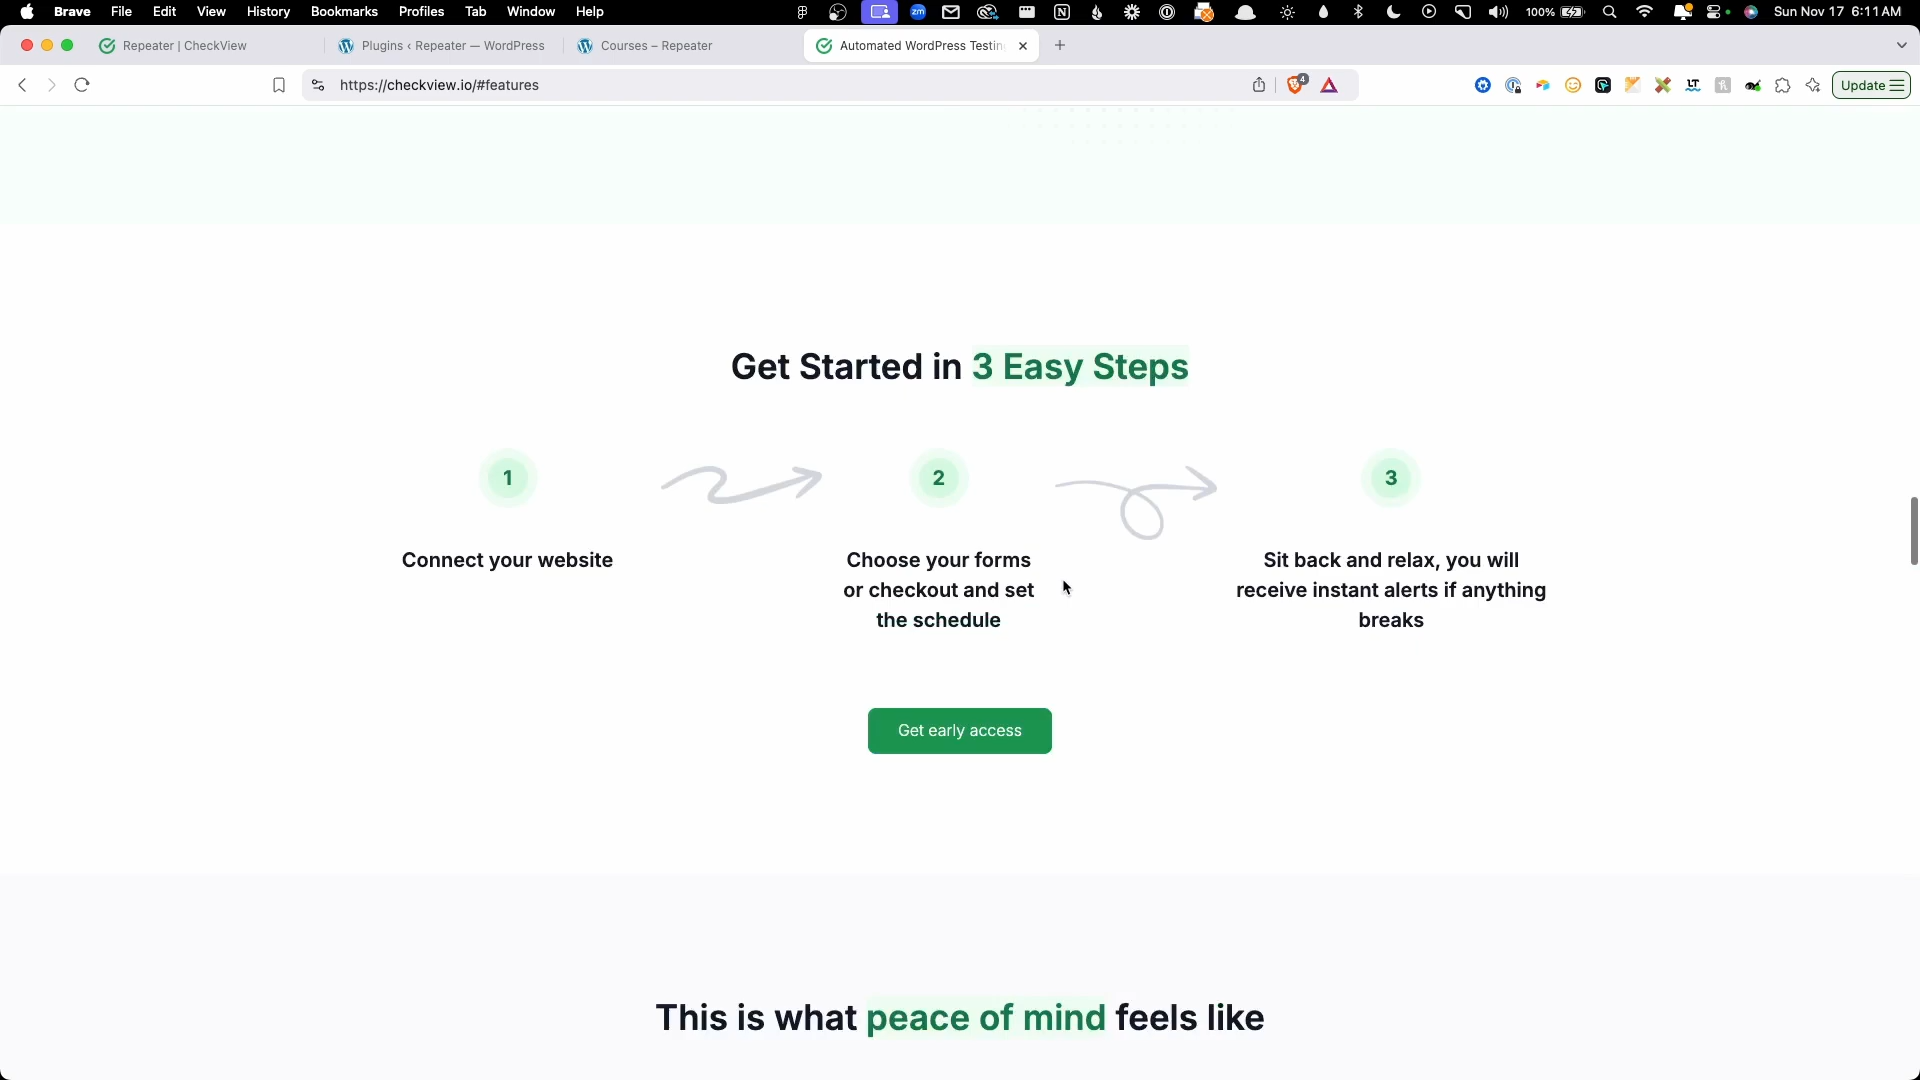 Brave File Edit View History Bookmarks Profiles Tab Window Help zm 100% Sun Nov 17 6:11 AM
Repeater | CheckView Plugins ‹ Repeater — WordPress Courses – Repeater Automated WordPress Testin
https://checkview.io/#features 4 LT Update
Get Started in 3 Easy Steps
1 2 3
Connect your website
Choose your forms
or checkout and set
the schedule
Sit back and relax, you will
receive instant alerts if anything
breaks
Get early access
This is what peace of mind feels like